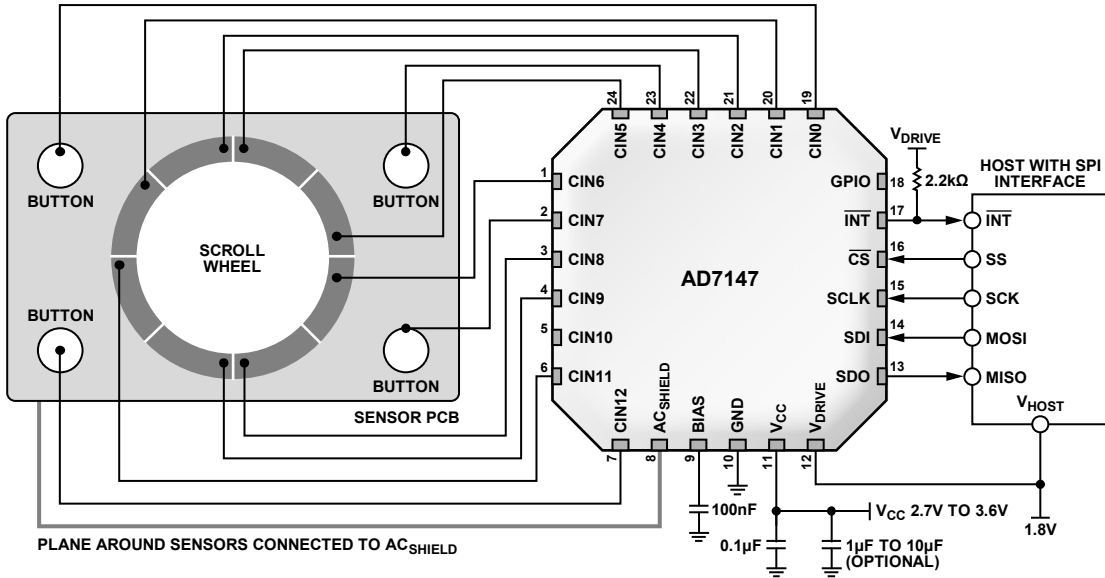 24
23
22
21
20
19
CIN5
CIN4
CIN3
CIN2
CIN1
CIN0
BUTTON
BUTTON
SCROLL
WHEEL
BUTTON
BUTTON
SENSOR PCB
1
CIN6
2
CIN7
3
CIN8
4
CIN9
5
CIN10
6
CIN11
AD7147
GPIO
18
INT
17
CS
16
SCLK
15
SDI
14
SDO
13
VDRIVE
2.2kΩ
HOST WITH SPI
INTERFACE
INT
SS
SCK
MOSI
MISO
VHOST
CIN12
ACSHIELD
BIAS
GND
VCC
VDRIVE
7
8
9
10
11
12
100nF
VCC 2.7V TO 3.6V
0.1µF
1µF TO 10µF
(OPTIONAL)
1.8V
PLANE AROUND SENSORS CONNECTED TO ACSHIELD